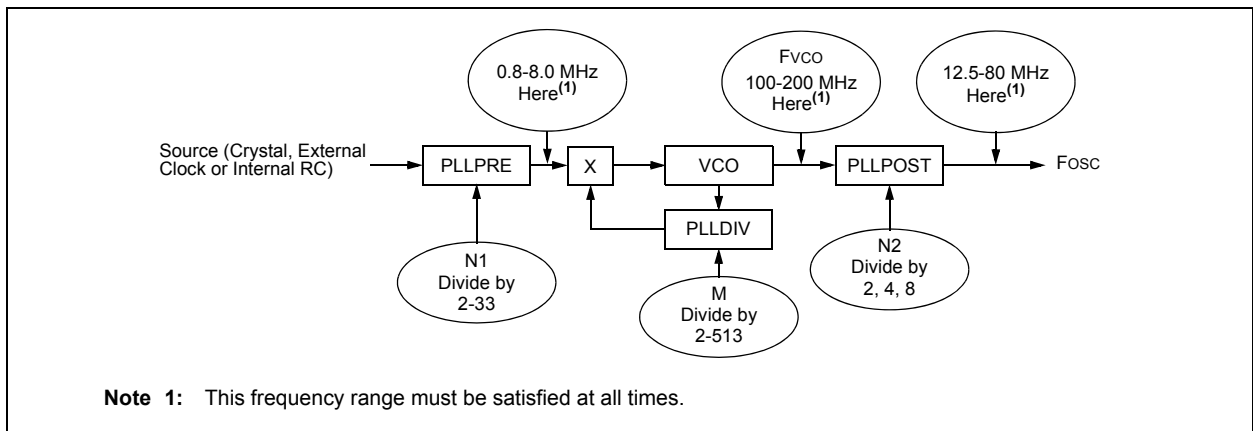 0.8-8.0 MHz
Here(1)
FVCO
100-200 MHz
Here(1)
12.5-80 MHz
Here(1)
Source (Crystal, External
Clock or Internal RC)
PLLPRE
X
VCO
PLLPOST
FOSC
PLLDIV
N1
Divide by
2-33
M
Divide by
2-513
N2
Divide by
2, 4, 8
Note 1: This frequency range must be satisfied at all times.